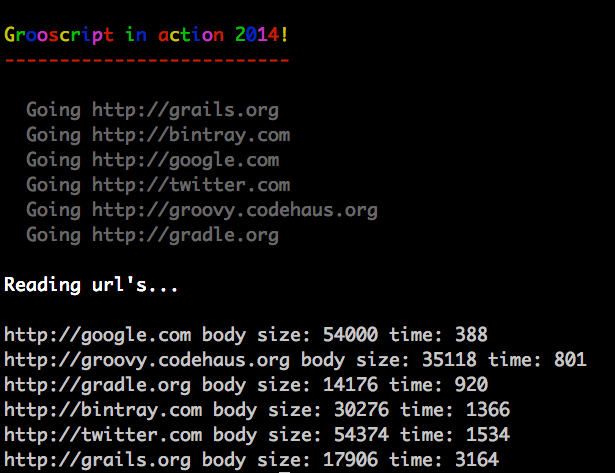 Grooscript in action 2014!
--------------------------
Going http://grails.org
Going http://bintray.com
Going http://google.com
Going http://twitter.com
Going http://groovy.codehaus.org
Going http://gradle.org
Reading url's...
http://google.com body size: 54000 time: 388
http://groovy.codehaus.org body size: 35118 time: 801
http://gradle.org body size: 14176 time: 920
http://bintray.com body size: 30276 time: 1366
http://twitter.com body size: 54374 time: 1534
http://grails.org body size: 17906 time: 3164